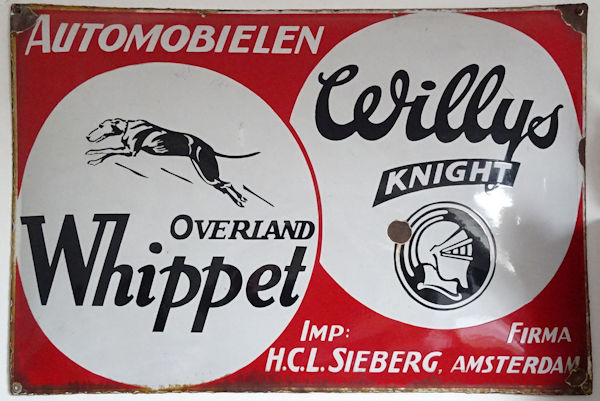 AUTOMOBIELEN
OVERLAND
Whippet
Willys
KNIGHT
IMP: FIRMA
H.C.L. SIEBERG, AMSTERDAM